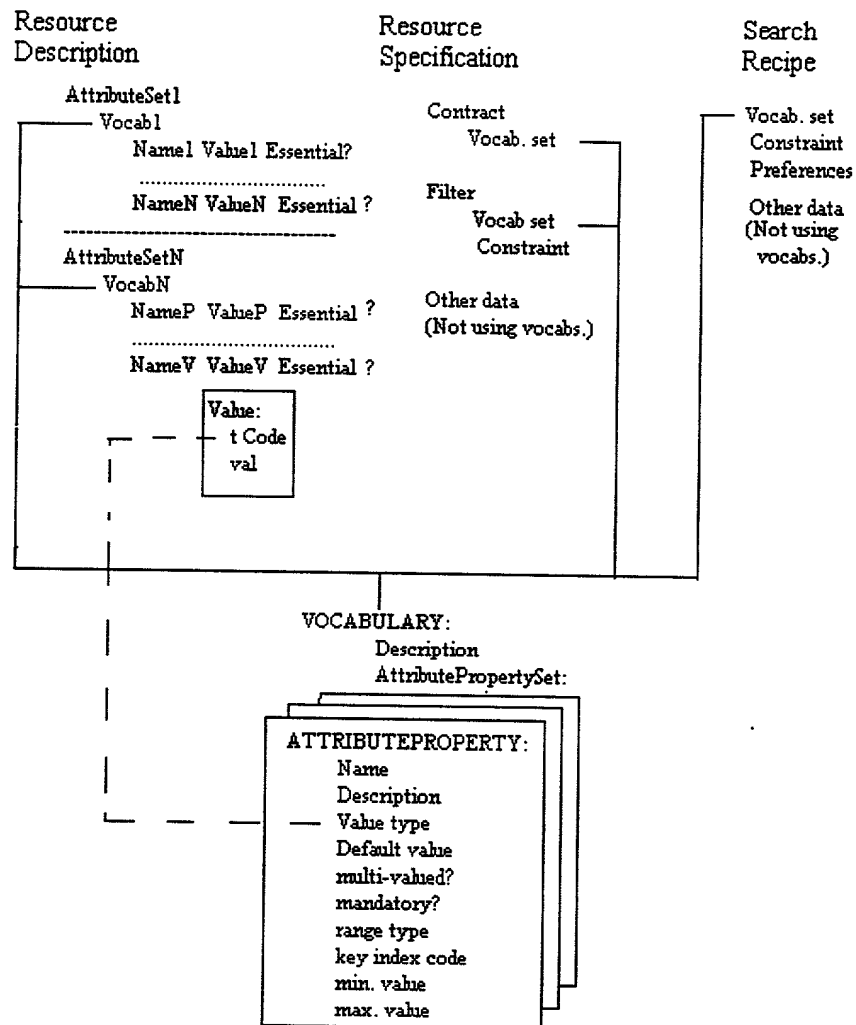 Resource
Description
AttributeSet1
Vocab1
Name1 Value1 Essential?
NameN ValueN Essential ?
AttributeSetN
VocabN
NameP ValueP Essential ?
NameV ValueV Essential ?
Value:
t Code
val
Resource
Specification
Contract
Vocab. set
Filter
Vocab set
Constraint
Other data
(Not using vocabs.)
Search
Recipe
Vocab. set
Constraint
Preferences
Other data
(Not using
vocabs.)
VOCABULARY:
Description
AttributePropertySet:
ATTRIBUTEPROPERTY:
Name
Description
Value type
Default value
multi-valued?
mandatory?
range type
key index code
min. value
max. value